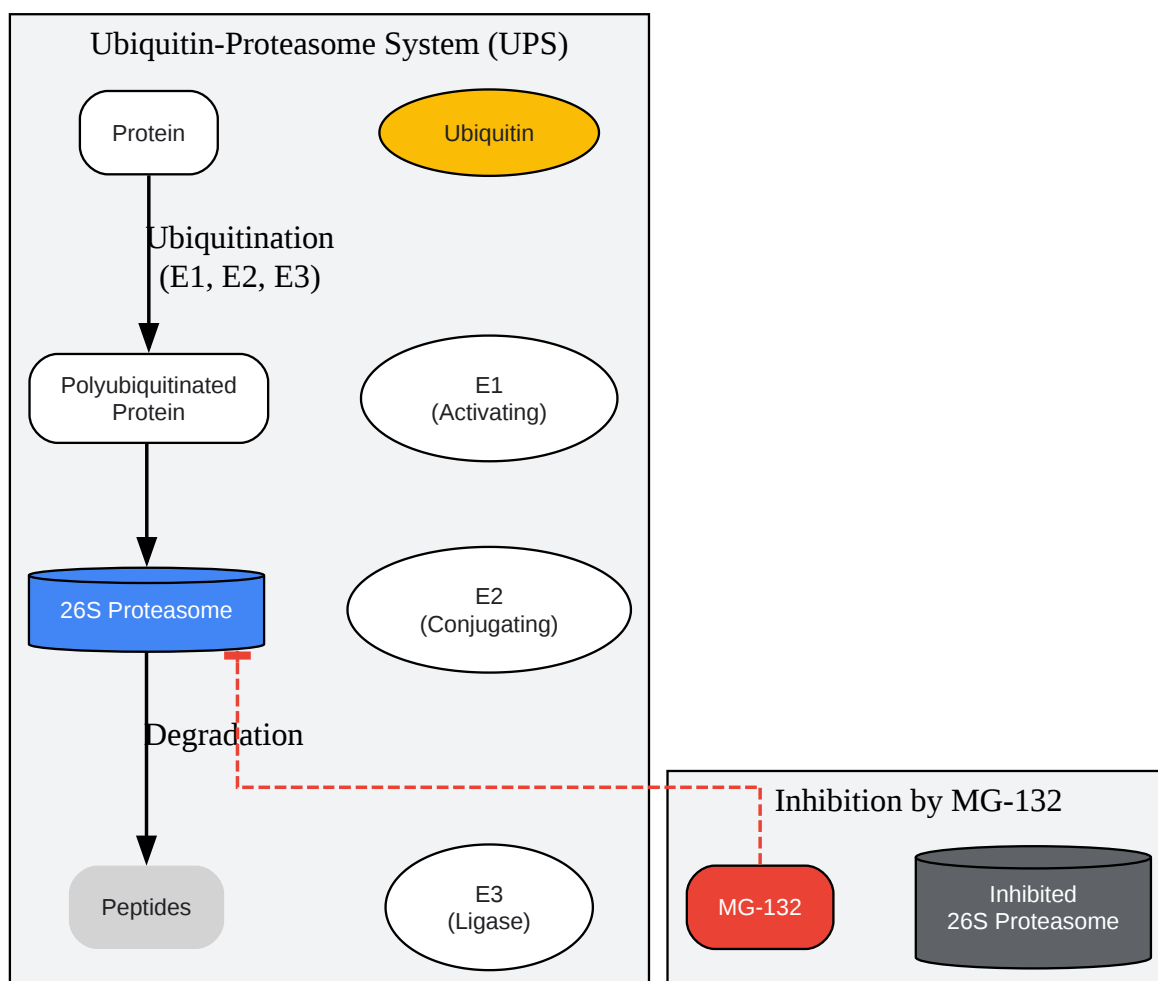 Ubiquitin-Proteasome System (UPS)
Protein
Ubiquitin
Ubiquitination
(E1, E2, E3)
Polyubiquitinated
Protein
E1
(Activating)
26S Proteasome
E2
(Conjugating)
Degradation
Peptides
E3
(Ligase)
Inhibition by MG-132
MG-132
Inhibited
26S Proteasome